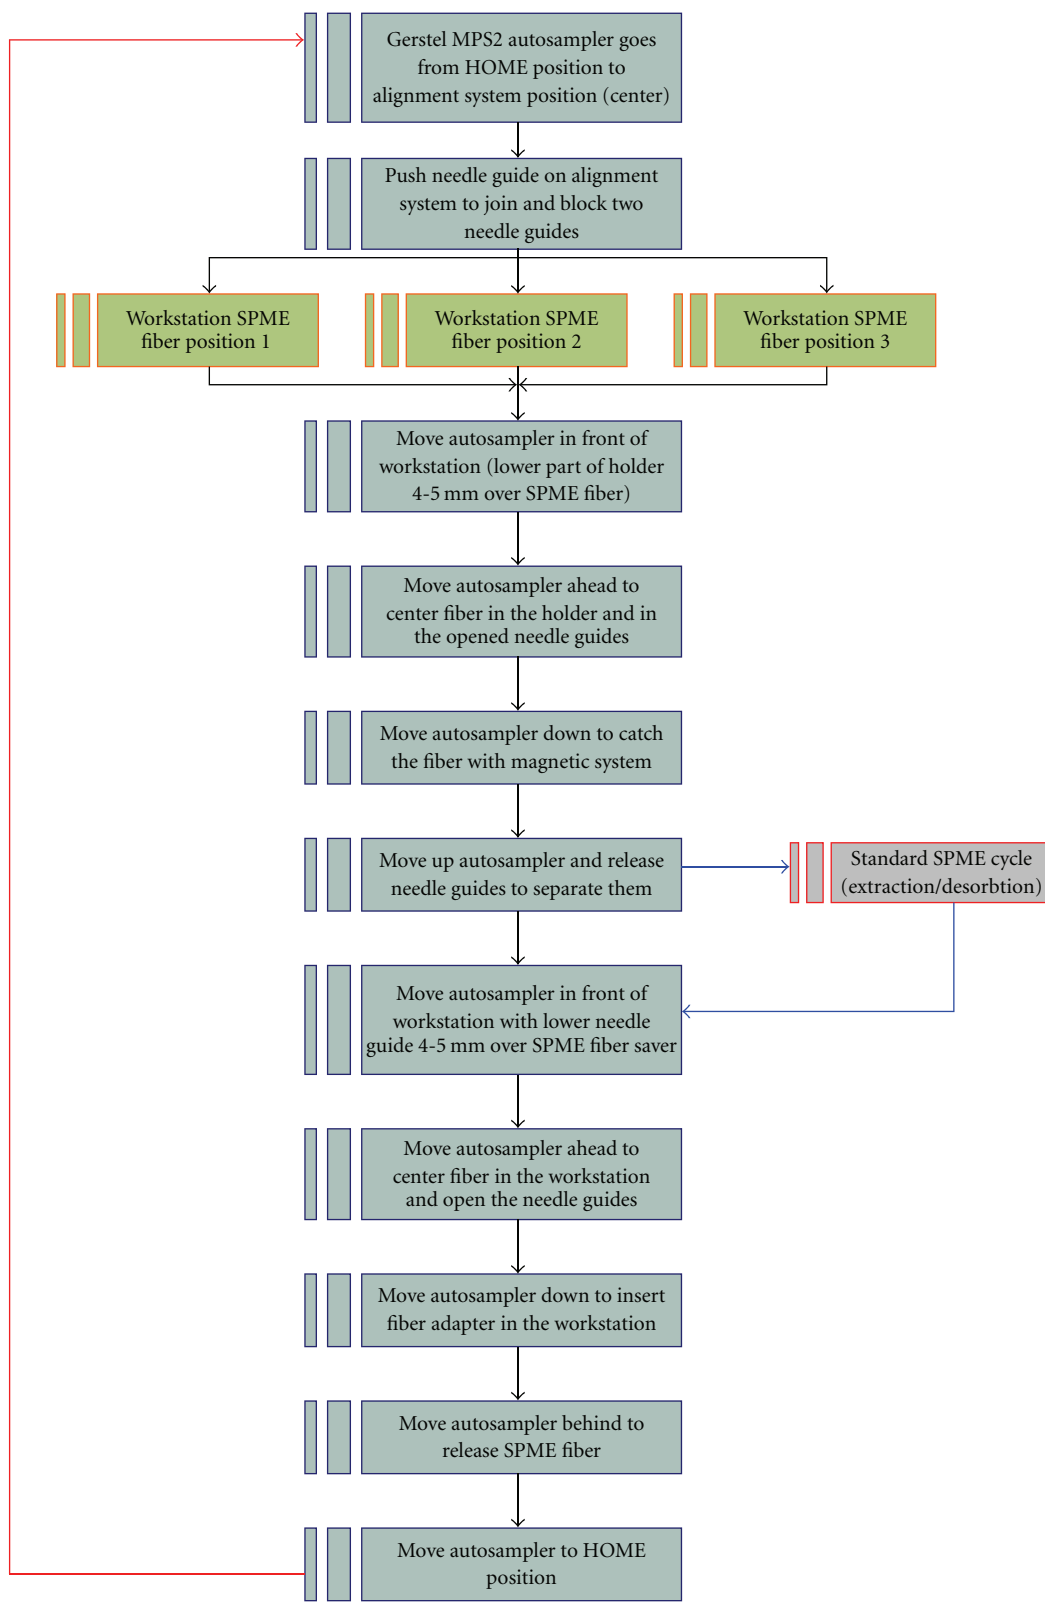 Gerstel MPS2 autosampler goes
from HOME position to
alignment system position (center)
Push needle guide on alignment
system to join and block two
needle guides
Workstation SPME
fiber position 1
Workstation SPME
fiber position 2
Workstation SPME
fiber position 3
Move autosampler in front of
workstation (lower part of holder
4-5 mm over SPME fiber)
Move autosampler ahead to
center fiber in the holder and in
the opened needle guides
Move autosampler down to catch
the fiber with magnetic system
Move up autosampler and release
needle guides to separate them
Standard SPME cycle
(extraction/desorbtion)
Move autosampler in front of
workstation with lower needle
guide 4-5 mm over SPME fiber saver
Move autosampler ahead to
center fiber in the workstation
and open the needle guides
Move autosampler down to insert
fiber adapter in the workstation
Move autosampler behind to
release SPME fiber
Move autosampler to HOME
position